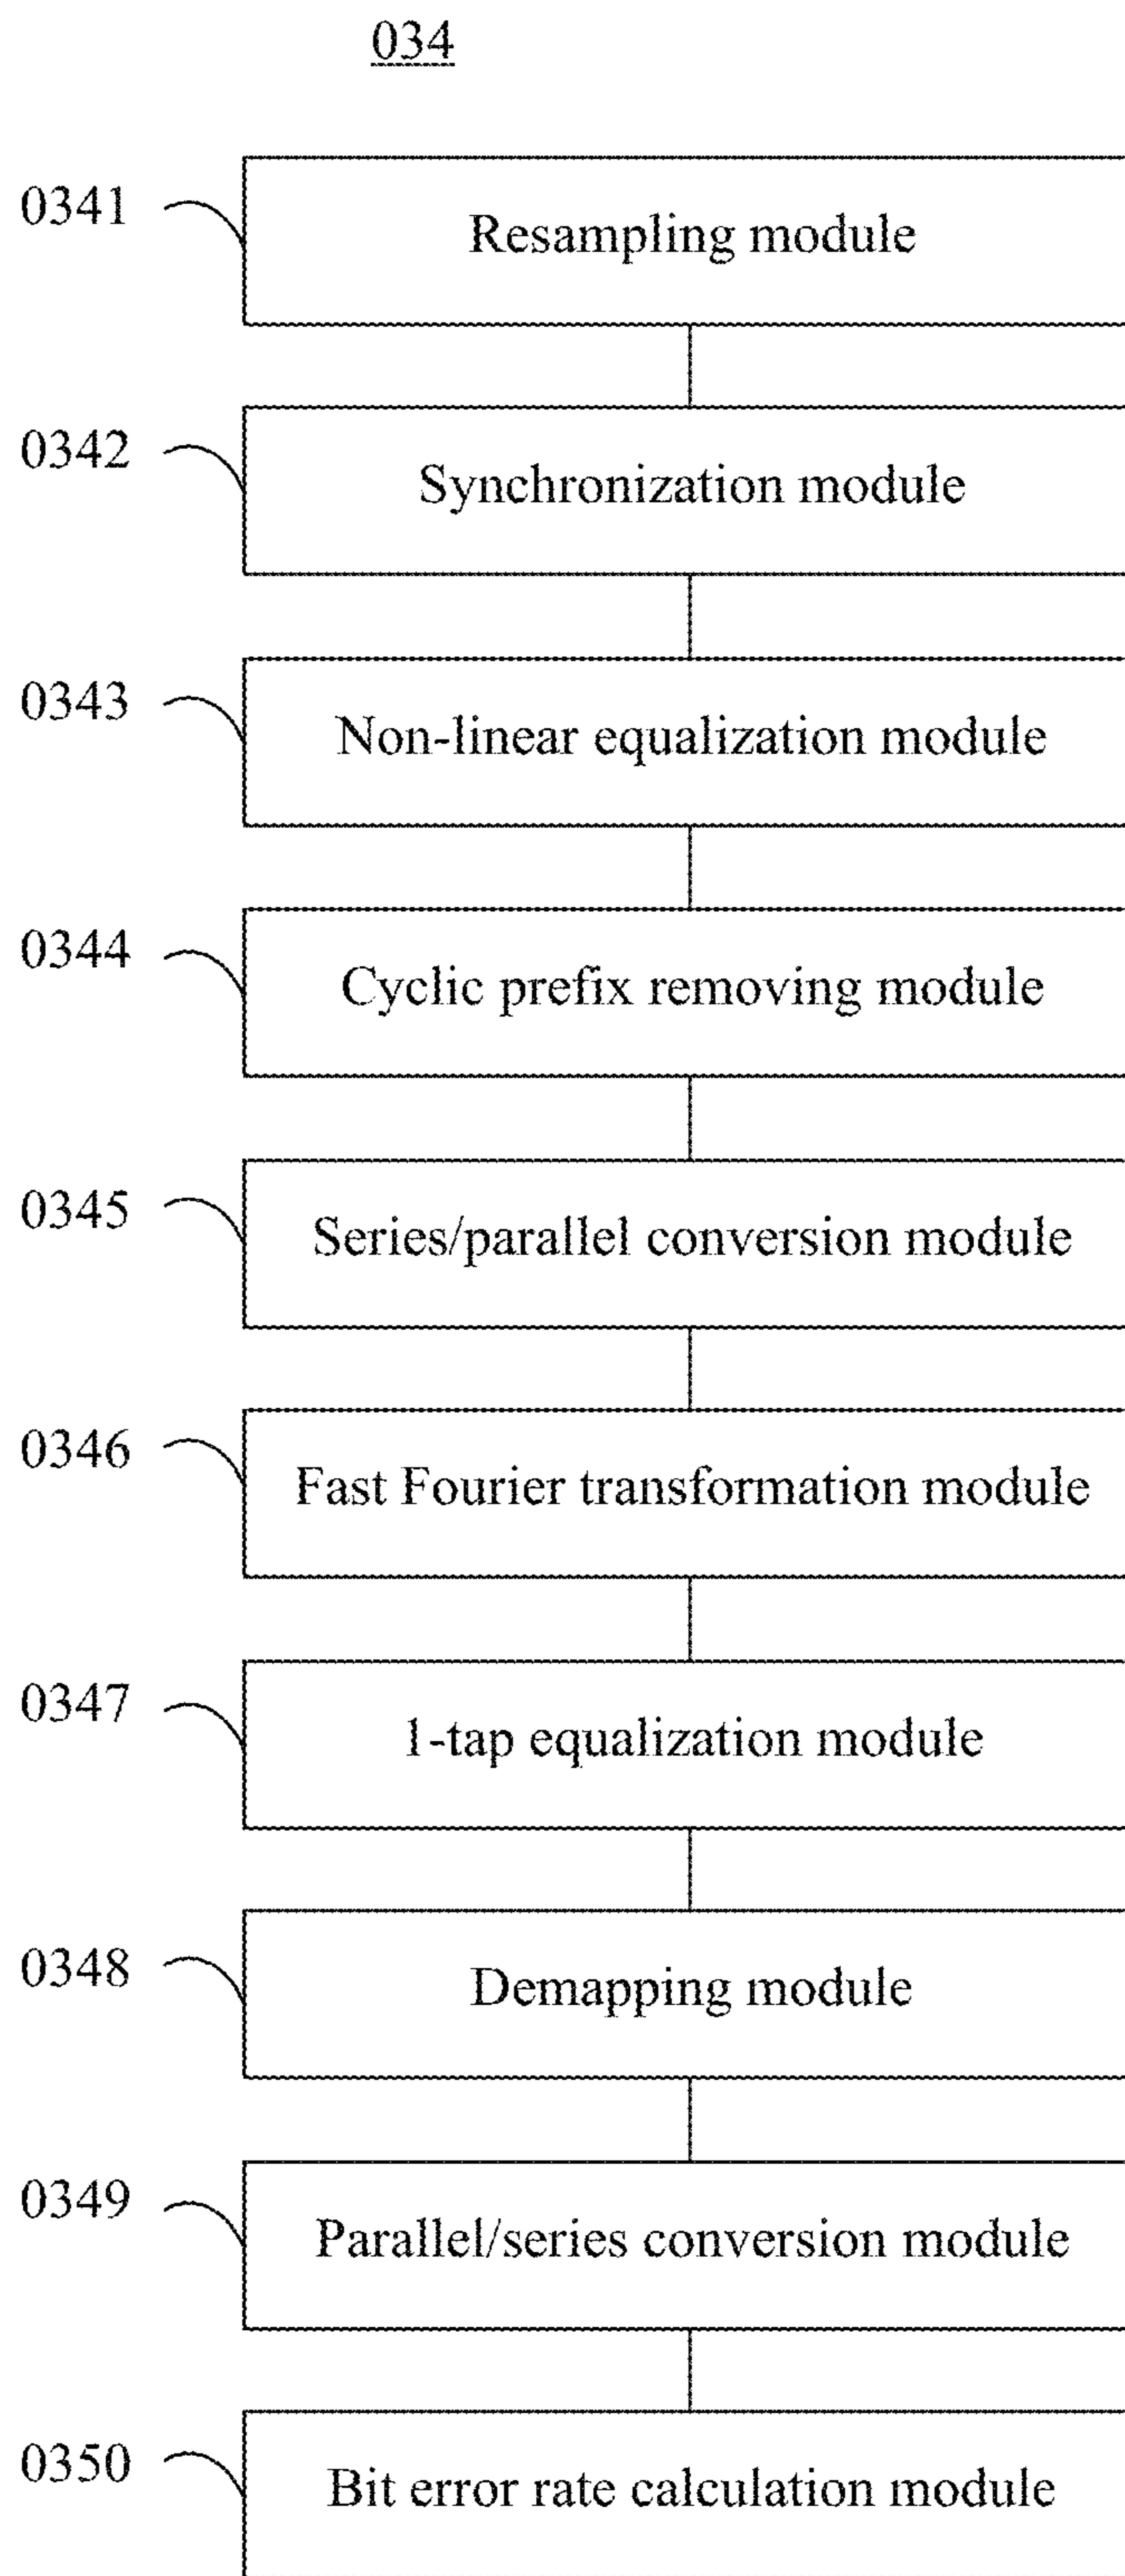 034
0341 Resampling module
0342 Synchronization module
0343 Non-linear equalization module
0344 Cyclic prefix removing module
0345 Series/parallel conversion module
0346 Fast Fourier transformation module
0347 1-tap equalization module
0348 Demapping module
0349 Parallel/series conversion module
0350 Bit error rate calculation module